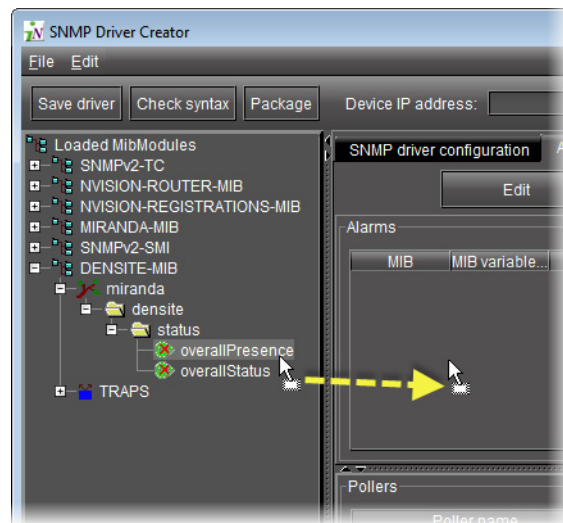 SNMP Driver Creator
File Edit
Save driver Check syntax Package Device IP address:
Loaded MibModules
SNMPv2-TC
NVISION-ROUTER-MIB
NVISION-REGISTRATIONS-MIB
MIRANDA-MIB
SNMPv2-SMI
DENSITE-MIB
miranda
densite
status
overallPresence
overallStatus
TRAPS
SNMP driver configuration A
Edit
Alarms
MIB MIB variable...
Pollers
Poller name